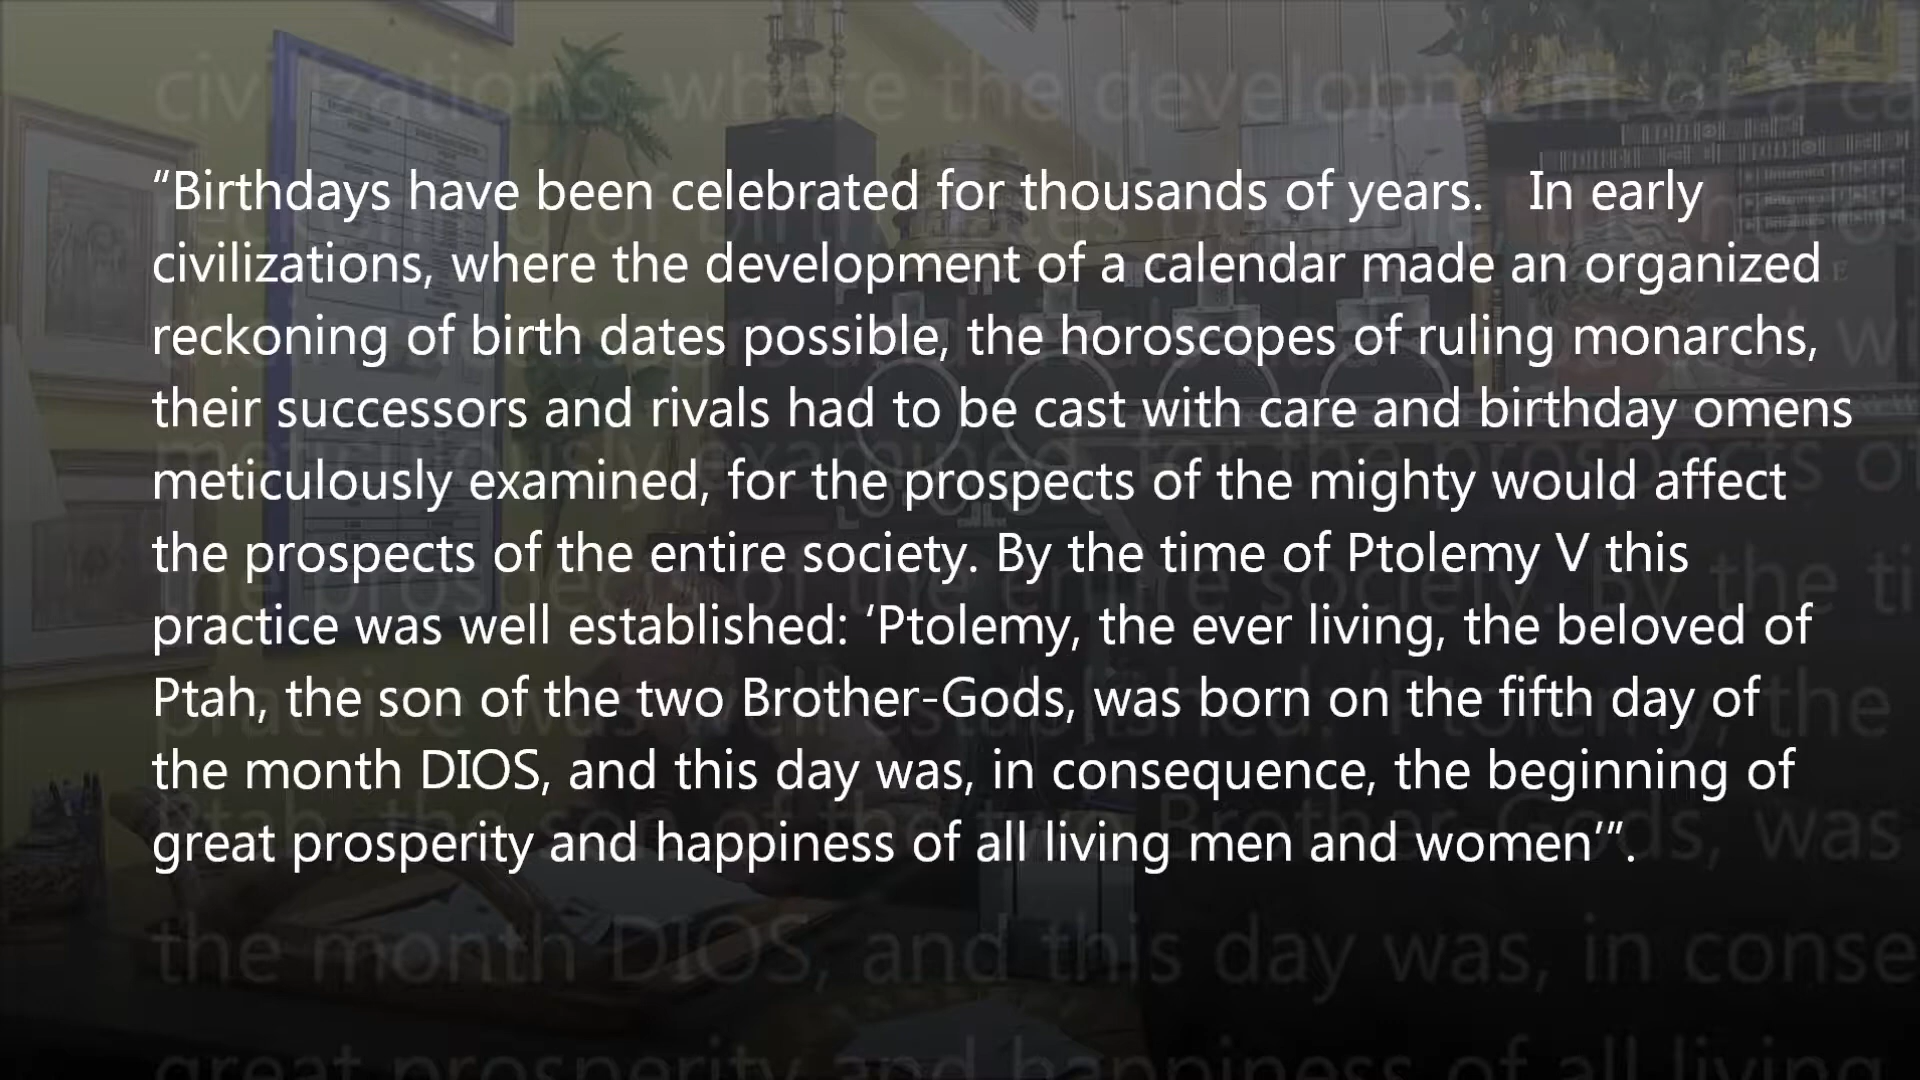 “Birthdays have been celebrated for thousands of years.   In early
civilizations, where the development of a calendar made an organized
reckoning of birth dates possible, the horoscopes of ruling monarchs,
their successors and rivals had to be cast with care and birthday omens
meticulously examined, for the prospects of the mighty would affect
the prospects of the entire society. By the time of Ptolemy V this
practice was well established: ‘Ptolemy, the ever living, the beloved of
Ptah, the son of the two Brother-Gods, was born on the fifth day of
the month DIOS, and this day was, in consequence, the beginning of
great prosperity and happiness of all living men and women’”.